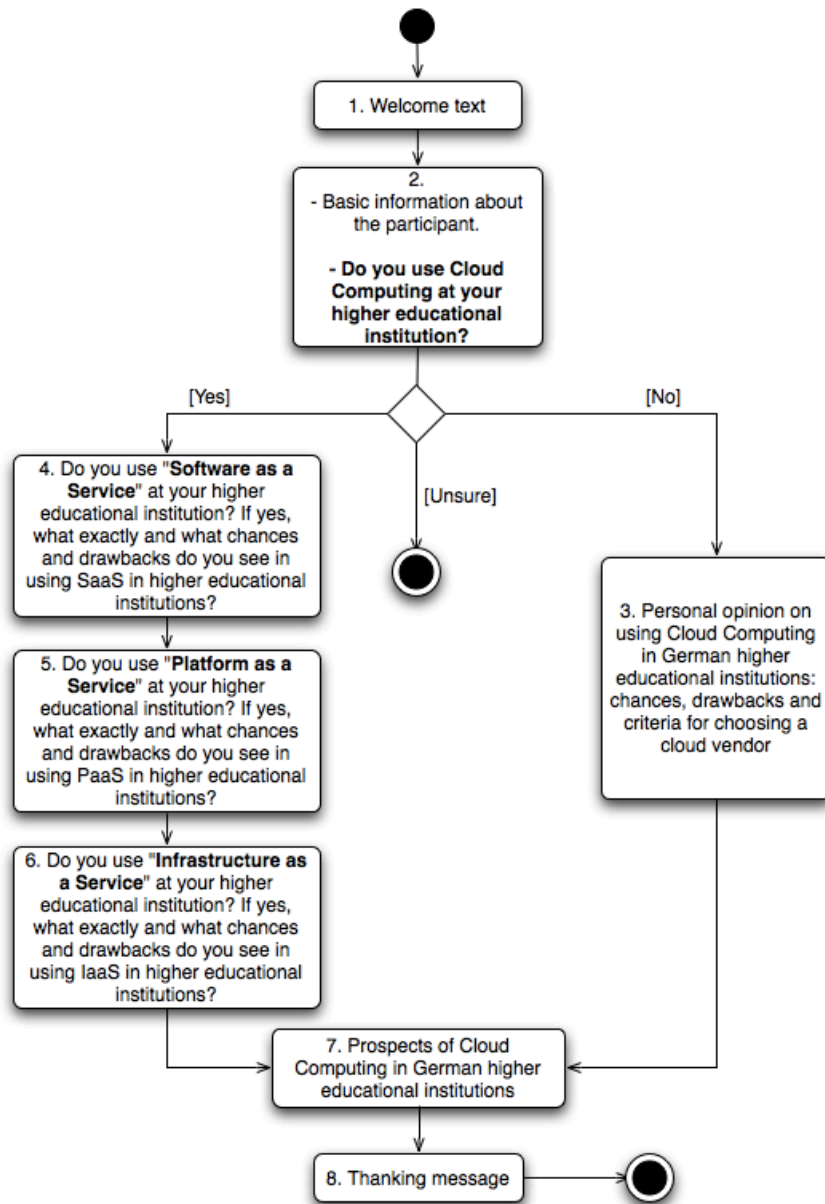 1. Welcome text
2.
- Basic information about
the participant.
- Do you use Cloud
Computing at your
higher educational
institution?
[Yes]
[No]
[Unsure]
4. Do you use "Software as a
Service" at your higher
educational institution? If yes,
what exactly and what chances
and drawbacks do you see in
using SaaS in higher educational
institutions?
3. Personal opinion on
using Cloud Computing
in German higher
educational institutions:
chances, drawbacks and
criteria for choosing a
cloud vendor
5. Do you use "Platform as a
Service" at your higher
educational institution? If yes,
what exactly and what chances
and drawbacks do you see in
using PaaS in higher educational
institutions?
6. Do you use "Infrastructure as
a Service" at your higher
educational institution? If yes,
what exactly and what chances
and drawbacks do you see in
using IaaS in higher educational
institutions?
7. Prospects of Cloud
Computing in German higher
educational institutions
8. Thanking message